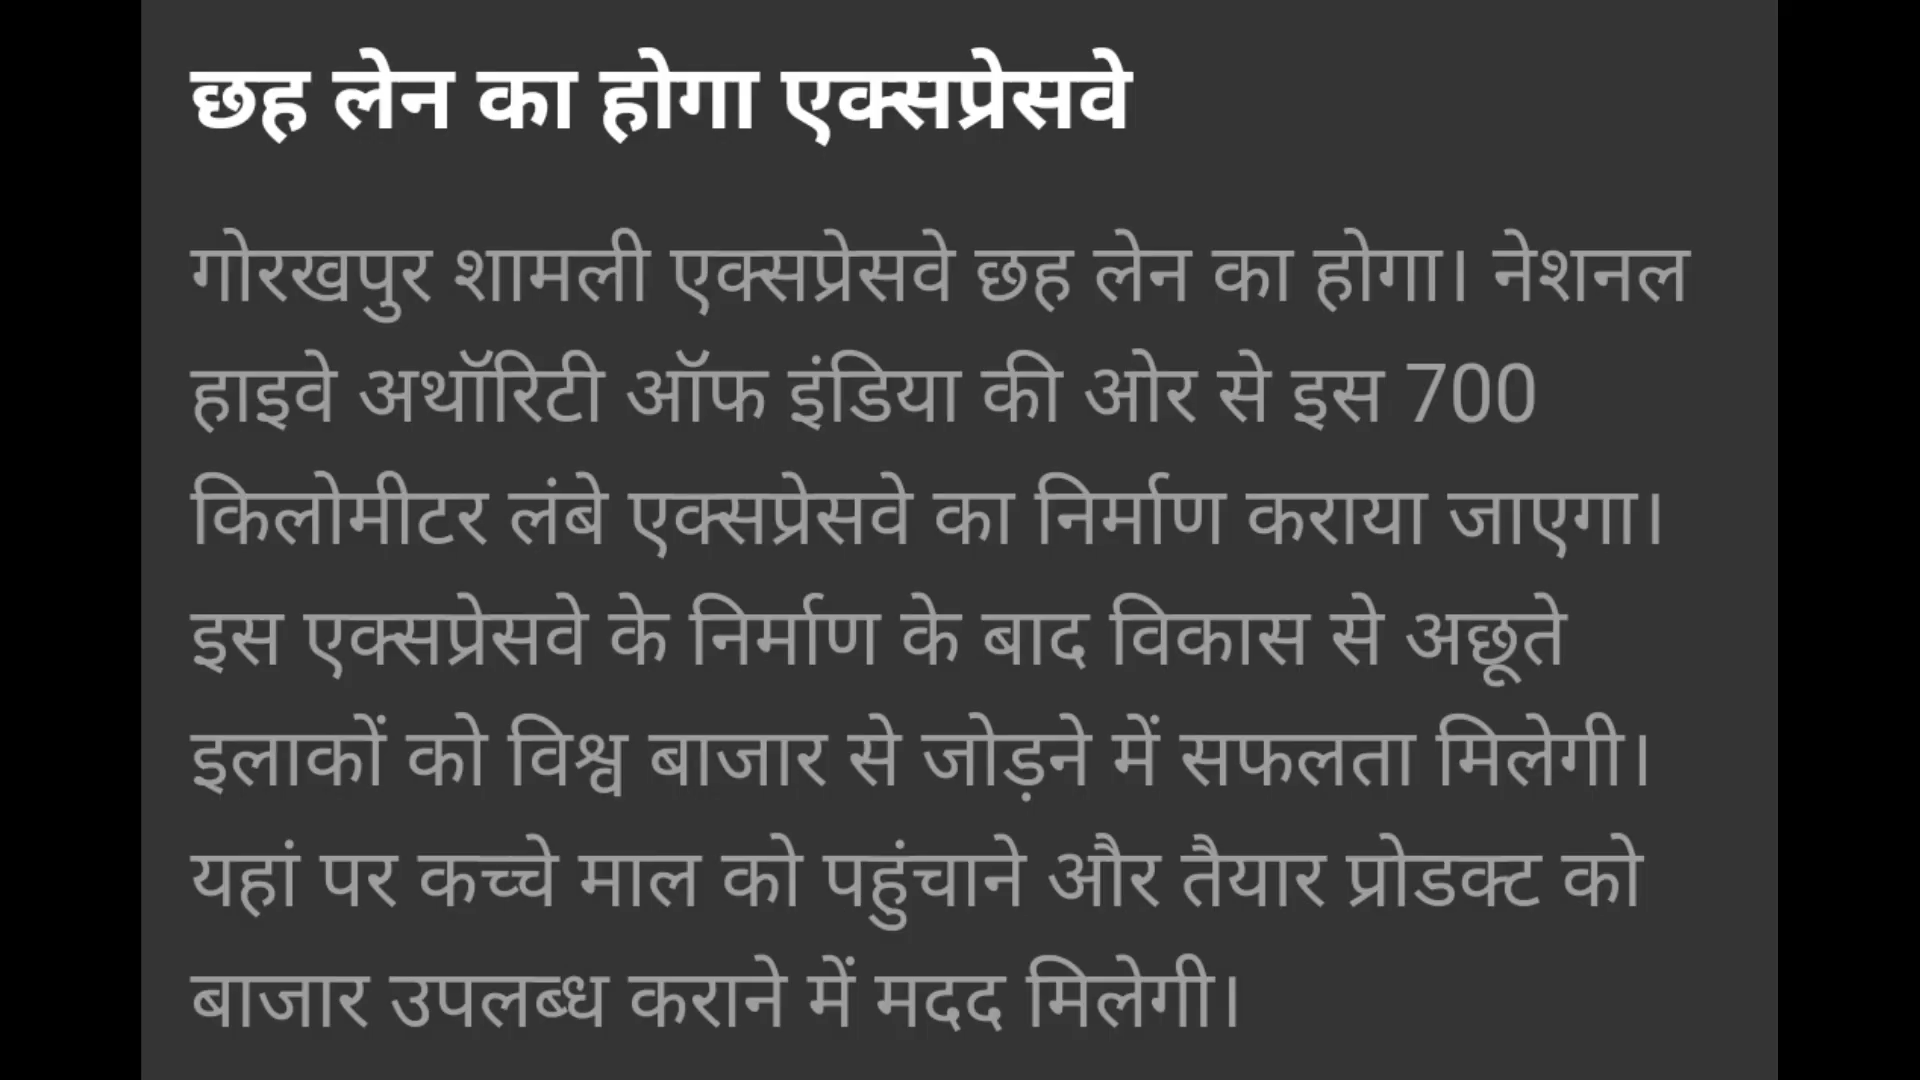 छह लेन का होगा एक्सप्रेसवे
गोरखपुर शामली एक्सप्रेसवे छह लेन का होगा। नेशनल
हाइवे अथॉरिटी ऑफ इंडिया की ओर से इस 700
किलोमीटर लंबे एक्सप्रेसवे का निर्माण कराया जाएगा।
इस एक्सप्रेसवे के निर्माण के बाद विकास से अछूते
इलाकों को विश्व बाजार से जोड़ने में सफलता मिलेगी।
यहां पर कच्चे माल को पहुंचाने और तैयार प्रोडक्ट को
बाजार उपलब्ध कराने में मदद मिलेगी।